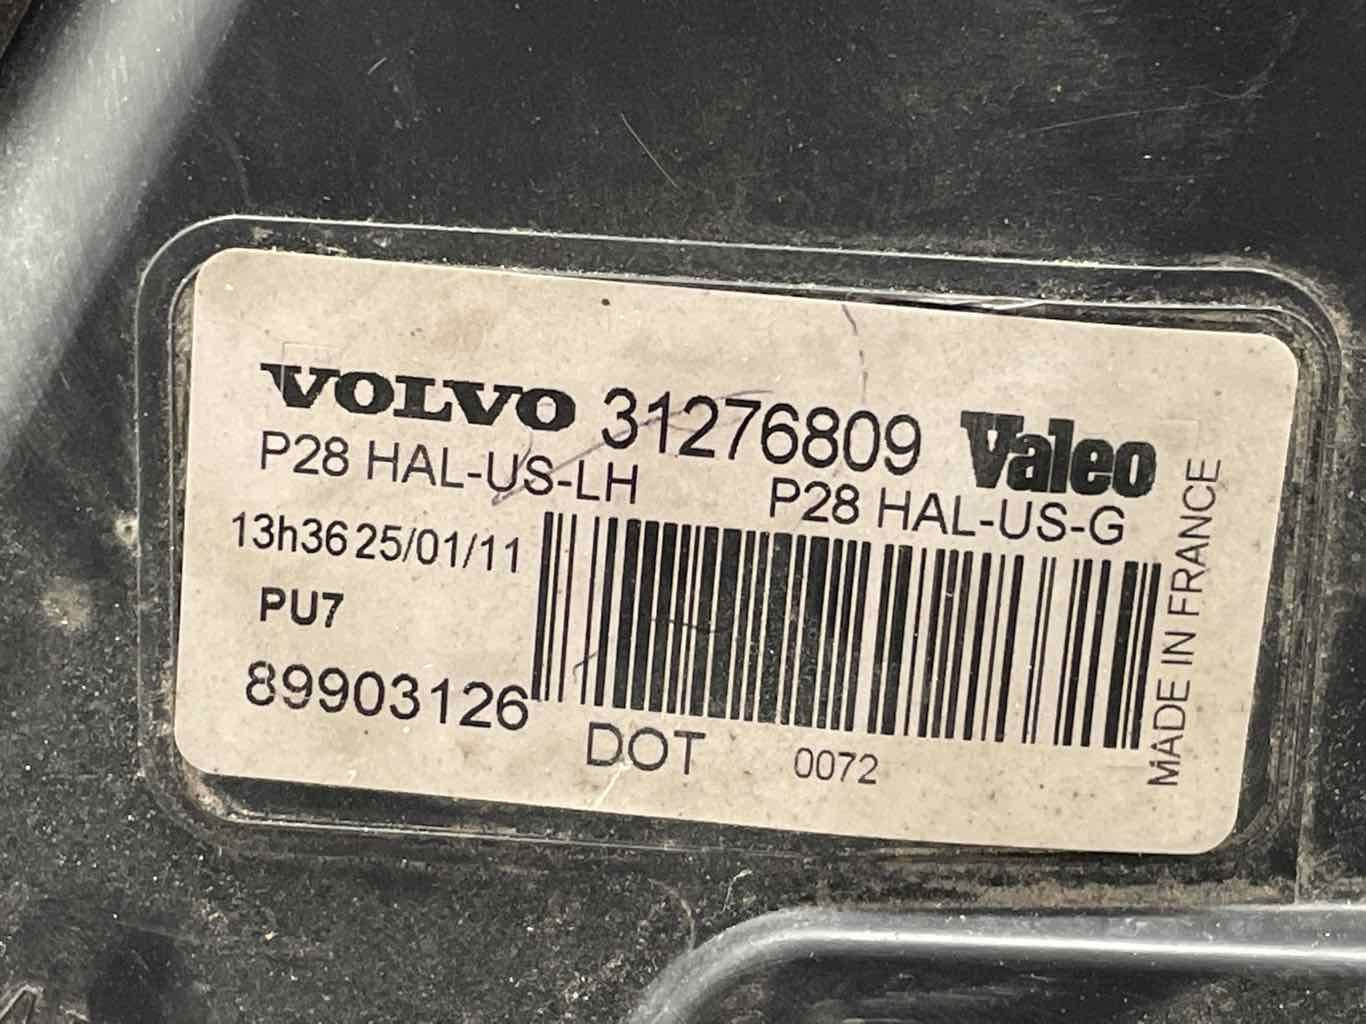 VOLVO 31276809 Valeo
P28 HAL-US-LH
P28 HAL-US-G
13h36 25/01/11
PU7
89903126
DOT 0072
MADE IN FRANCE